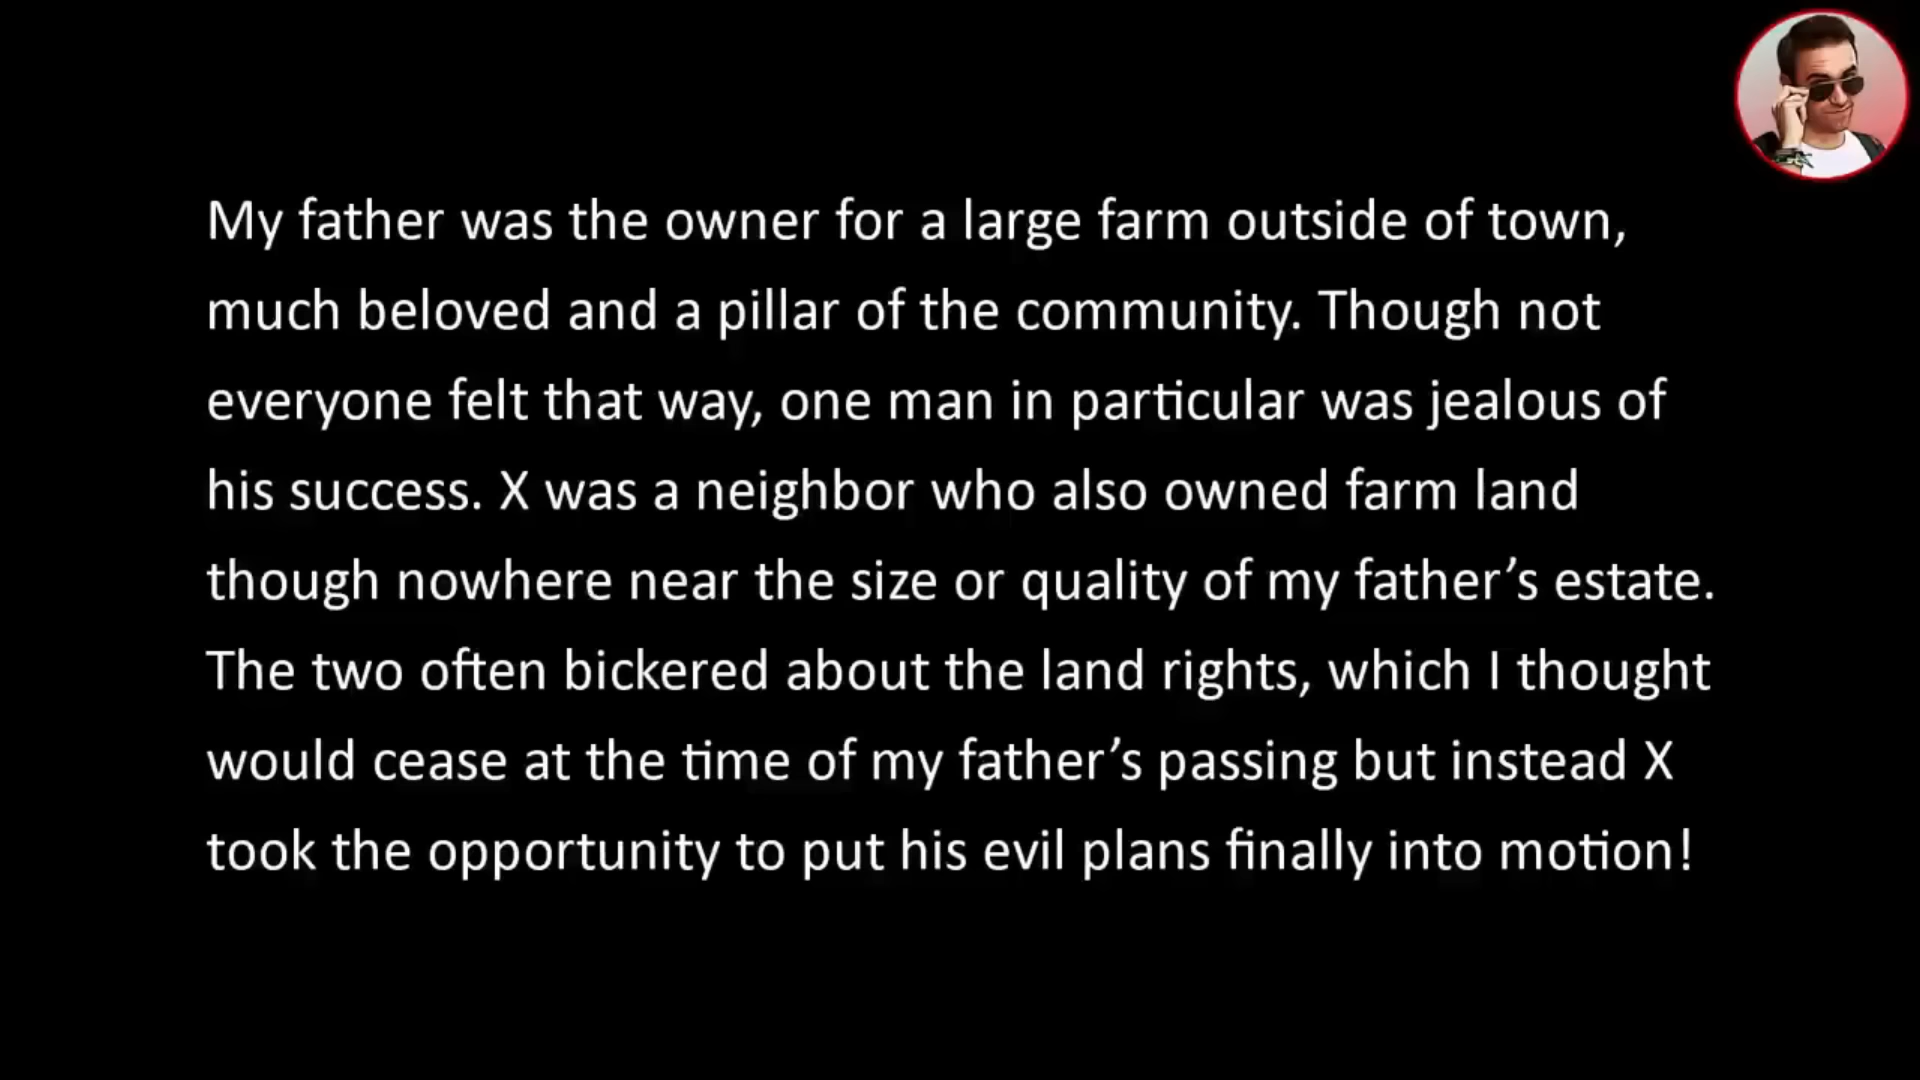 My father was the owner for a large farm outside of town,
much beloved and a pillar of the community. Though not
everyone felt that way, one man in particular was jealous of
his success. X was a neighbor who also owned farm land
though nowhere near the size or quality of my father’s estate.
The two often bickered about the land rights, which I thought
would cease at the time of my father’s passing but instead X
took the opportunity to put his evil plans finally into motion!